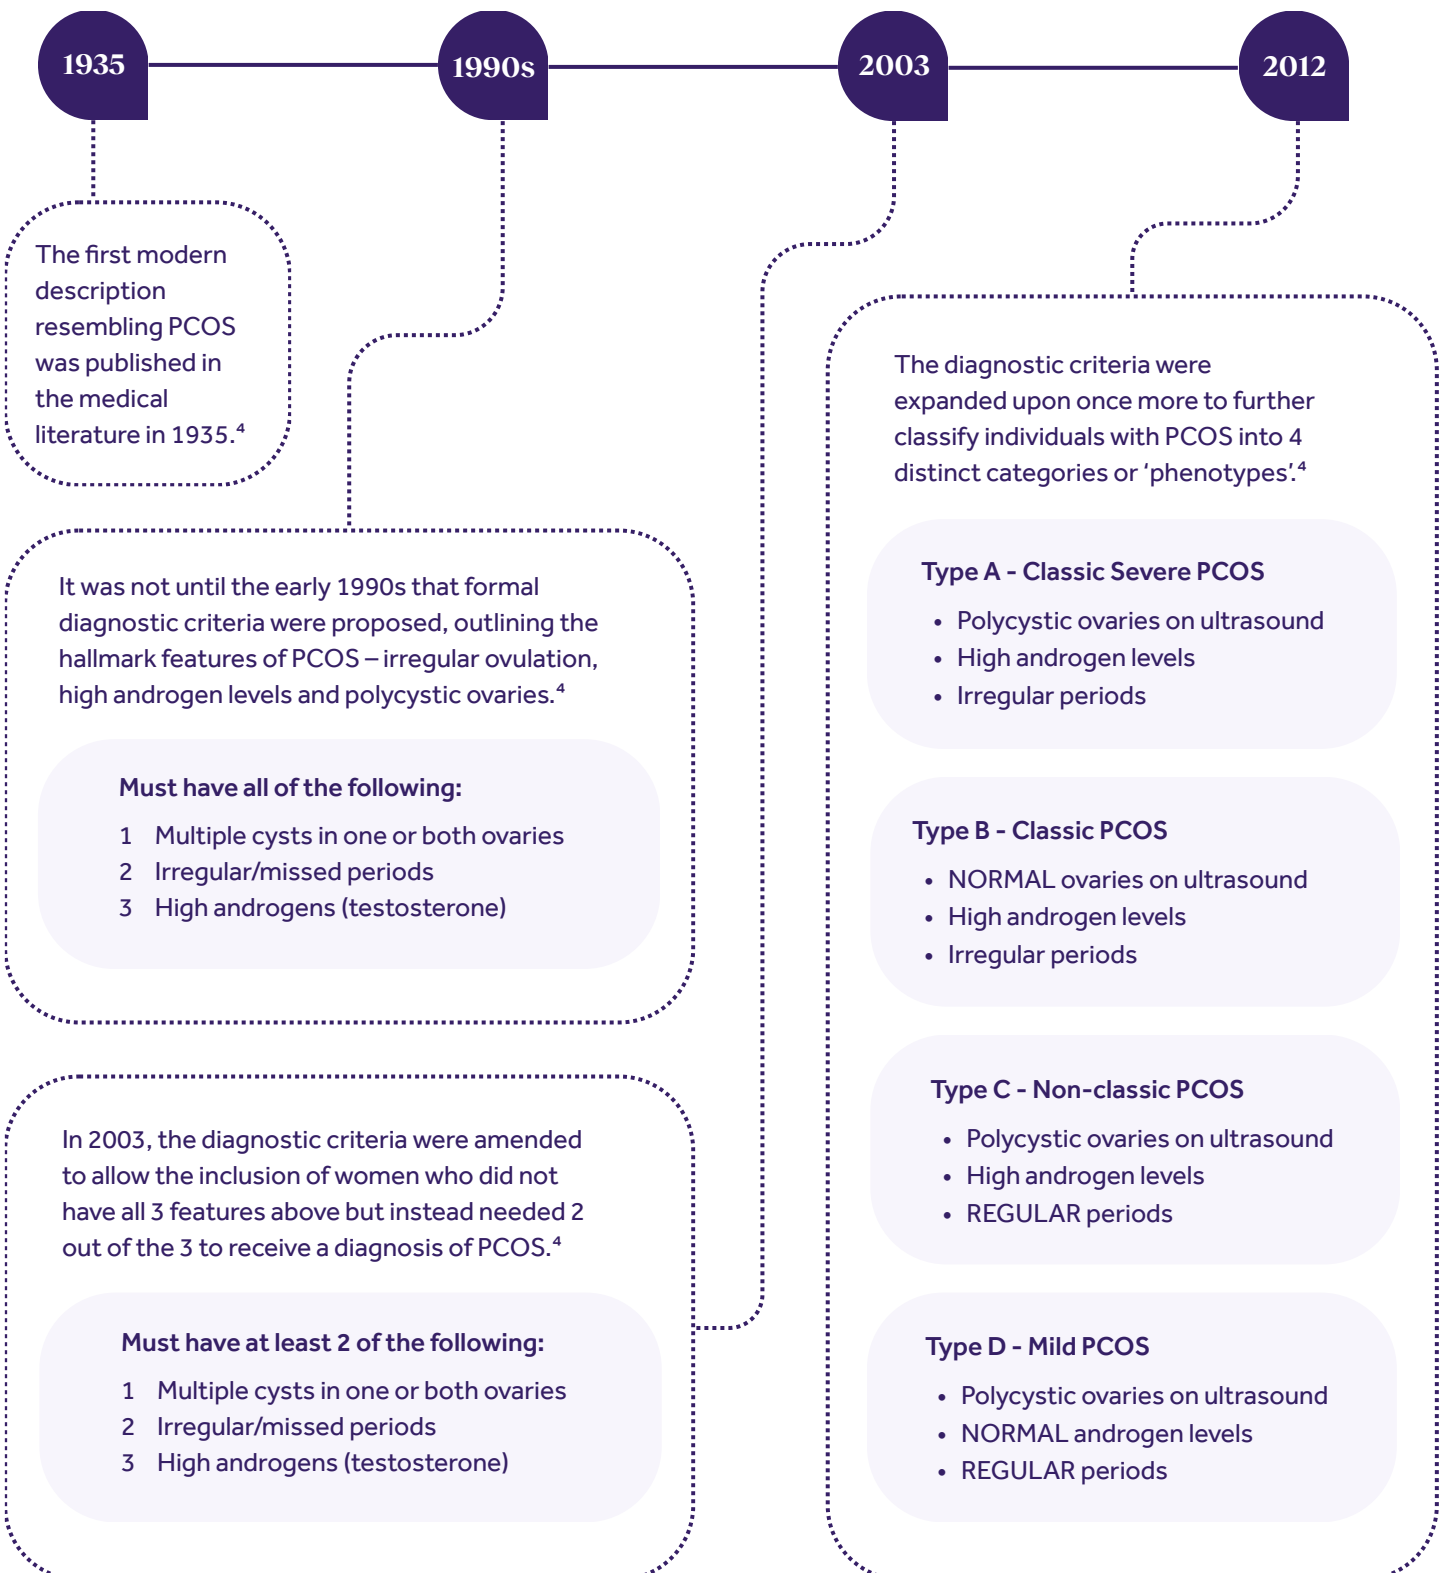 1935
1990s
2003
2012
The first modern
description
resembling PCOS
was published in
the medical
literature in 1935.⁴
It was not until the early 1990s that formal
diagnostic criteria were proposed, outlining the
hallmark features of PCOS – irregular ovulation,
high androgen levels and polycystic ovaries.⁴
Must have all of the following:
1 Multiple cysts in one or both ovaries
2 Irregular/missed periods
3 High androgens (testosterone)
In 2003, the diagnostic criteria were amended
to allow the inclusion of women who did not
have all 3 features above but instead needed 2
out of the 3 to receive a diagnosis of PCOS.⁴
Must have at least 2 of the following:
1 Multiple cysts in one or both ovaries
2 Irregular/missed periods
3 High androgens (testosterone)
The diagnostic criteria were
expanded upon once more to further
classify individuals with PCOS into 4
distinct categories or ‘phenotypes’.⁴
Type A - Classic Severe PCOS
• Polycystic ovaries on ultrasound
• High androgen levels
• Irregular periods
Type B - Classic PCOS
• NORMAL ovaries on ultrasound
• High androgen levels
• Irregular periods
Type C - Non-classic PCOS
• Polycystic ovaries on ultrasound
• High androgen levels
• REGULAR periods
Type D - Mild PCOS
• Polycystic ovaries on ultrasound
• NORMAL androgen levels
• REGULAR periods